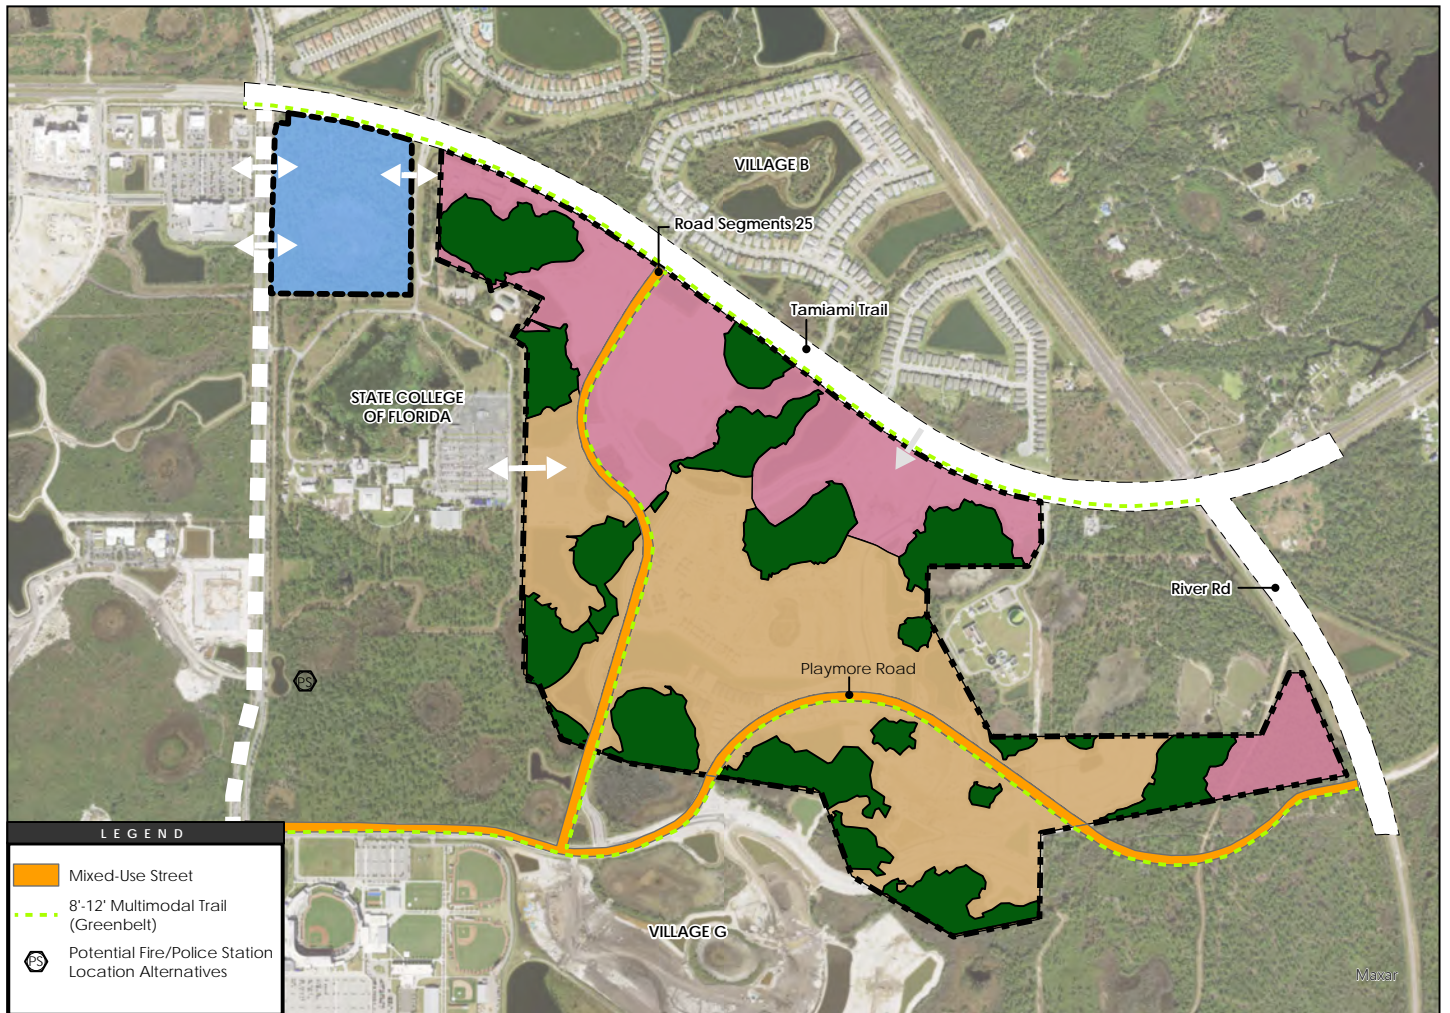 VILLAGE B
Road Segments 25
Tamiami Trail
STATE COLLEGE
OF FLORIDA
River Rd
Playmore Road
PS
LEGEND
Mixed-Use Street
8'-12' Multimodal Trail
(Greenbelt)
PS
Potential Fire/Police Station
Location Alternatives
VILLAGE G
Maxar